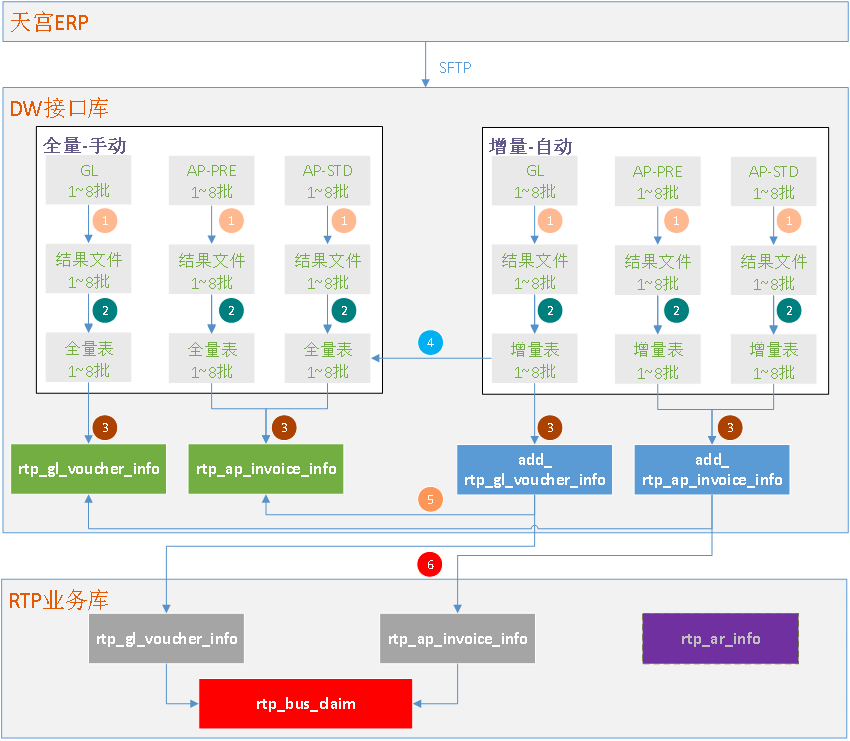 天宫ERP
SFTP
DW接口库
全量-手动
GL
1~8批
AP-PRE
1~8批
AP-STD
1~8批
1
1
1
结果文件
1~8批
结果文件
1~8批
结果文件
1~8批
2
2
2
全量表
1~8批
全量表
1~8批
全量表
1~8批
增量-自动
GL
1~8批
AP-PRE
1~8批
AP-STD
1~8批
1
1
1
结果文件
1~8批
结果文件
1~8批
结果文件
1~8批
2
2
2
增量表
1~8批
增量表
1~8批
增量表
1~8批
4
3
3
3
3
rtp_gl_voucher_info
rtp_ap_invoice_info
add_
rtp_gl_voucher_info
add_
rtp_ap_invoice_info
5
6
RTP业务库
rtp_gl_voucher_info
rtp_ap_invoice_info
rtp_ar_info
rtp_bus_claim